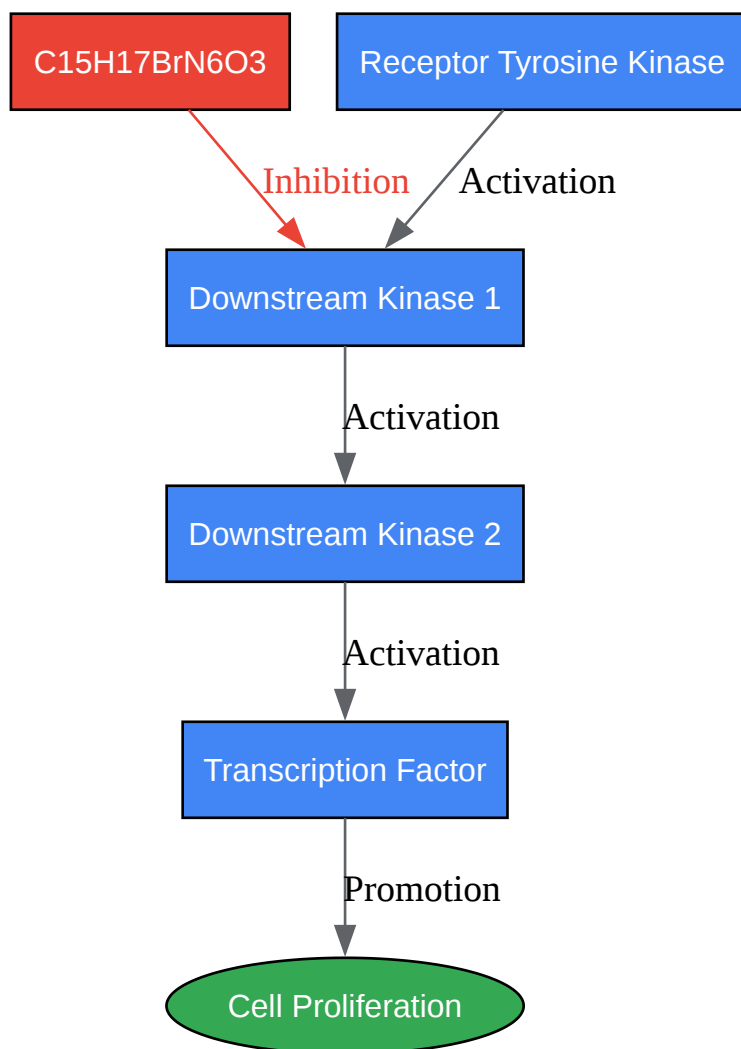 C15H17BrN6O3
Receptor Tyrosine Kinase
Inhibition
Activation
Downstream Kinase 1
Activation
Downstream Kinase 2
Activation
Transcription Factor
Promotion
Cell Proliferation